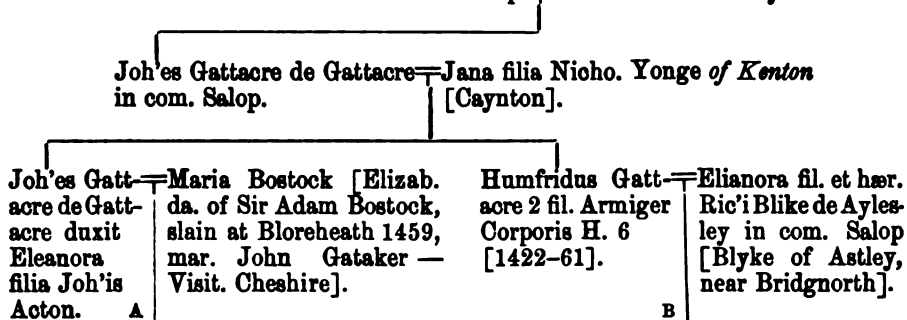 Joh'es Gattacre de Gattacre=Jana filia Nicho. Yonge of Kenton
in com. Salop.
[Caynton].
Joh'es Gatt-
acre de Gatt-
acre duxit
Eleanora
filia Joh'is
Acton.
A
Maria Bostock [Elizab.
da. of Sir Adam Bostock,
slain at Bloreheath 1459,
mar. John Gataker —
Visit. Cheshire].
Humfridus Gatt-
acre 2 fil. Armiger
Corporis H. 6
[1422-61].
B
Elianora fil. et hær.
Ric'i Blike de Ayles-
ley in com. Salop
[Blyke of Astley,
near Bridgnorth].